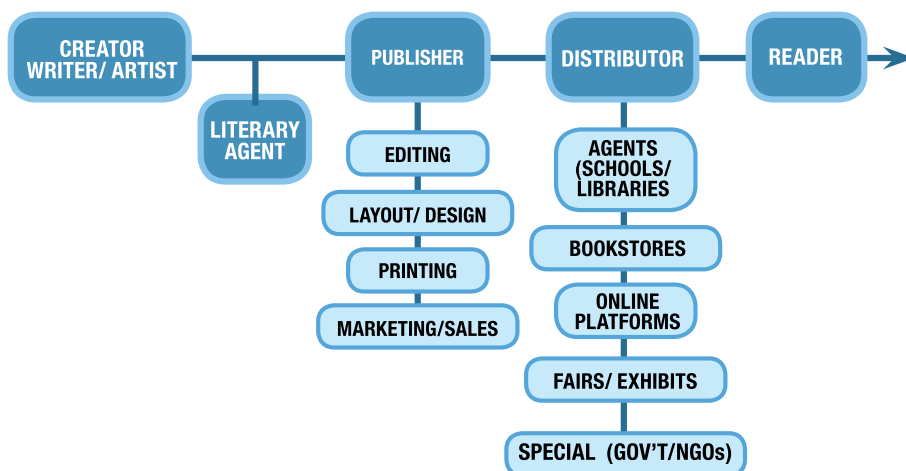 CREATOR
WRITER/ ARTIST
PUBLISHER
DISTRIBUTOR
READER
LITERARY
AGENT
EDITING
LAYOUT/ DESIGN
PRINTING
MARKETING/SALES
AGENTS
(SCHOOLS/
LIBRARIES
BOOKSTORES
ONLINE
PLATFORMS
FAIRS/ EXHIBITS
SPECIAL (GOV'T/NGOs)